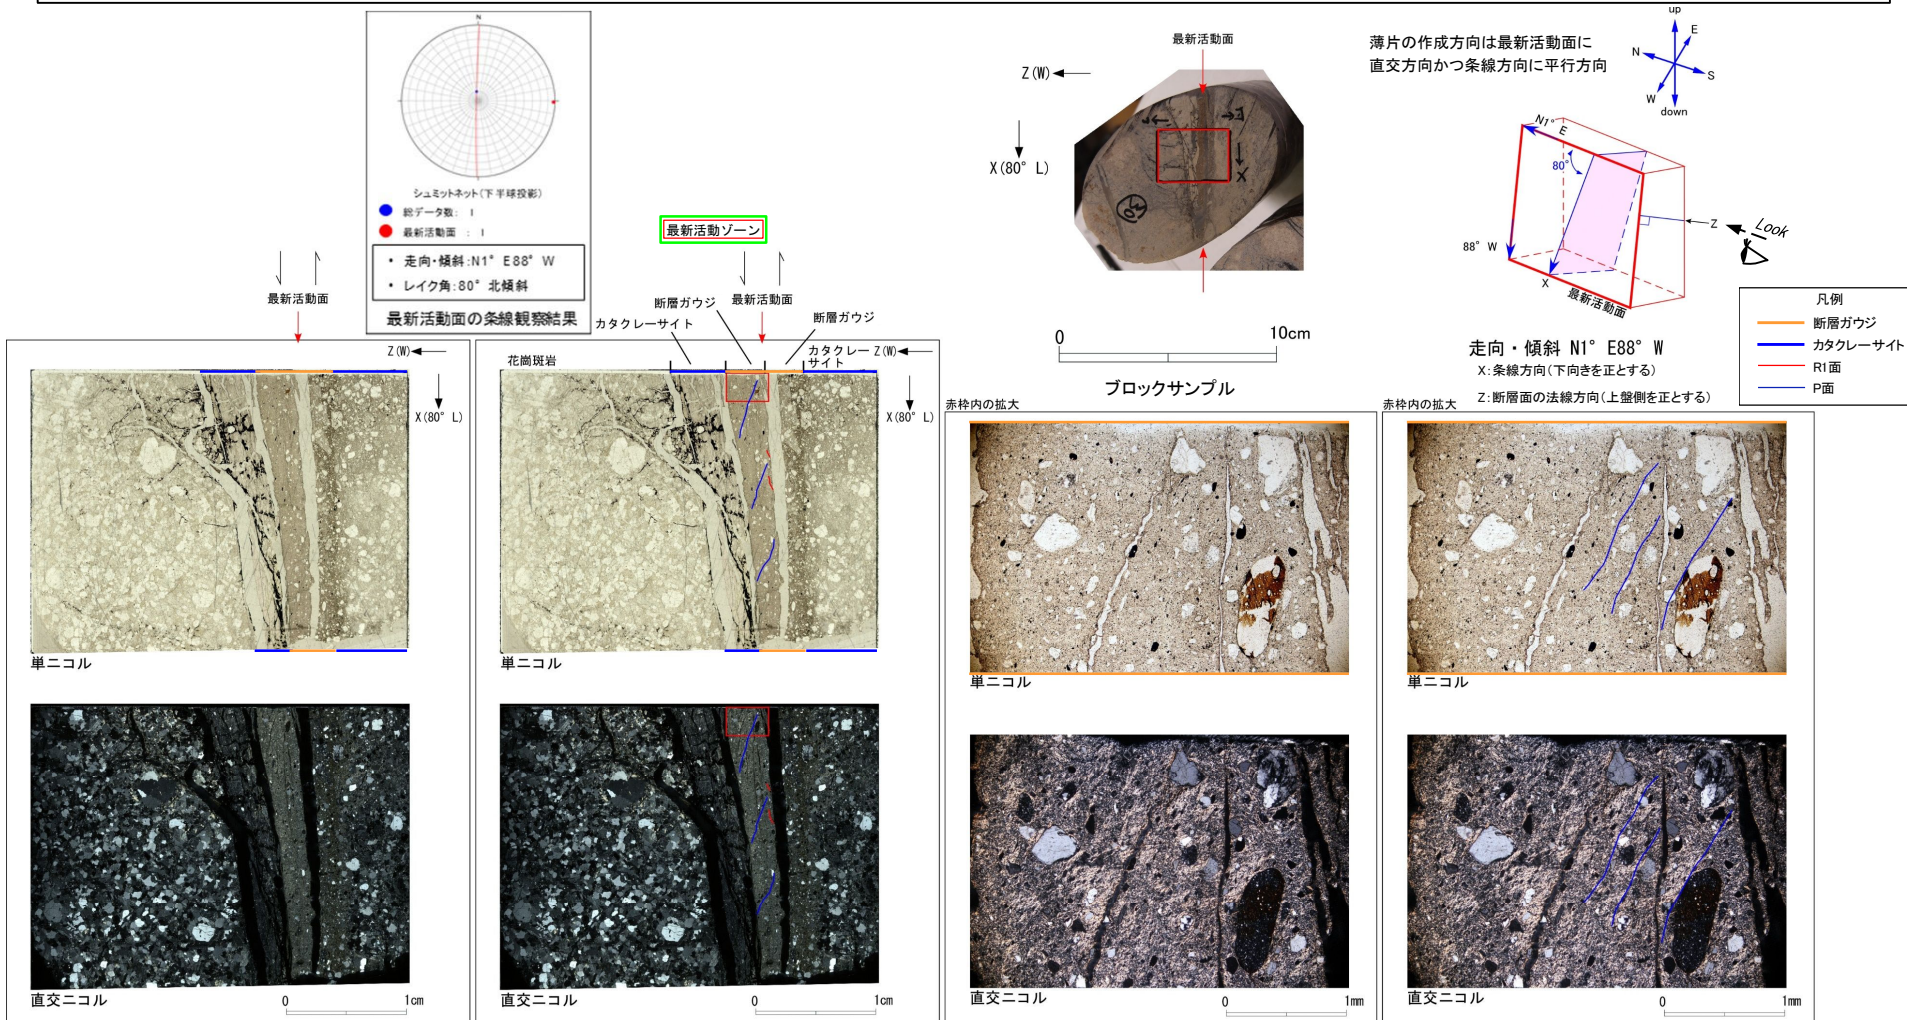 N
シュミットネット(下半球投影)
総データ数: 1
最新活動面 : 1
・ 走向・傾斜:N1° E88° W
・ レイク角:80° 北傾斜
最新活動面の条線観察結果
最新活動面
Z(W)
X(80° L)
ブロックサンプル
0
10cm
薄片の作成方向は最新活動面に
直交方向かつ条線方向に平行方向
up
E
N
S
W
down
N1° E
80°
88° W
X
Z
Look
最新活動面
走向・傾斜 N1° E88° W
X:条線方向(下向きを正とする)
Z:断層面の法線方向(上盤側を正とする)
凡例
断層ガウジ
カタクレーサイト
R1面
P面
最新活動面
Z(W)
X(80° L)
単ニコル
直交ニコル
0
1cm
最新活動ゾーン
断層ガウジ
最新活動面
カタクレーサイト
断層ガウジ
花崗斑岩
カタクレー
サイト
Z(W)
X(80° L)
単ニコル
直交ニコル
0
1cm
赤枠内の拡大
単ニコル
直交ニコル
0
1mm
赤枠内の拡大
単ニコル
直交ニコル
0
1mm